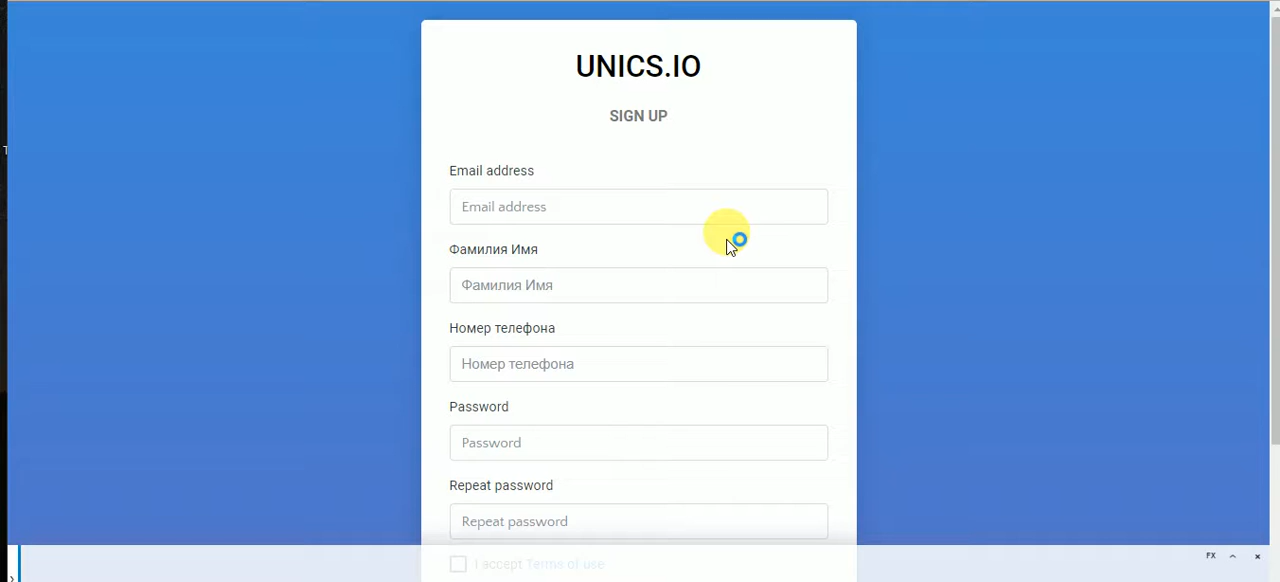 UNICS.IO
SIGN UP
Email address
Email address
Фамилия Имя
Фамилия Имя
Номер телефона
Номер телефона
Password
Password
Repeat password
Repeat password
I accept Terms of use
FX